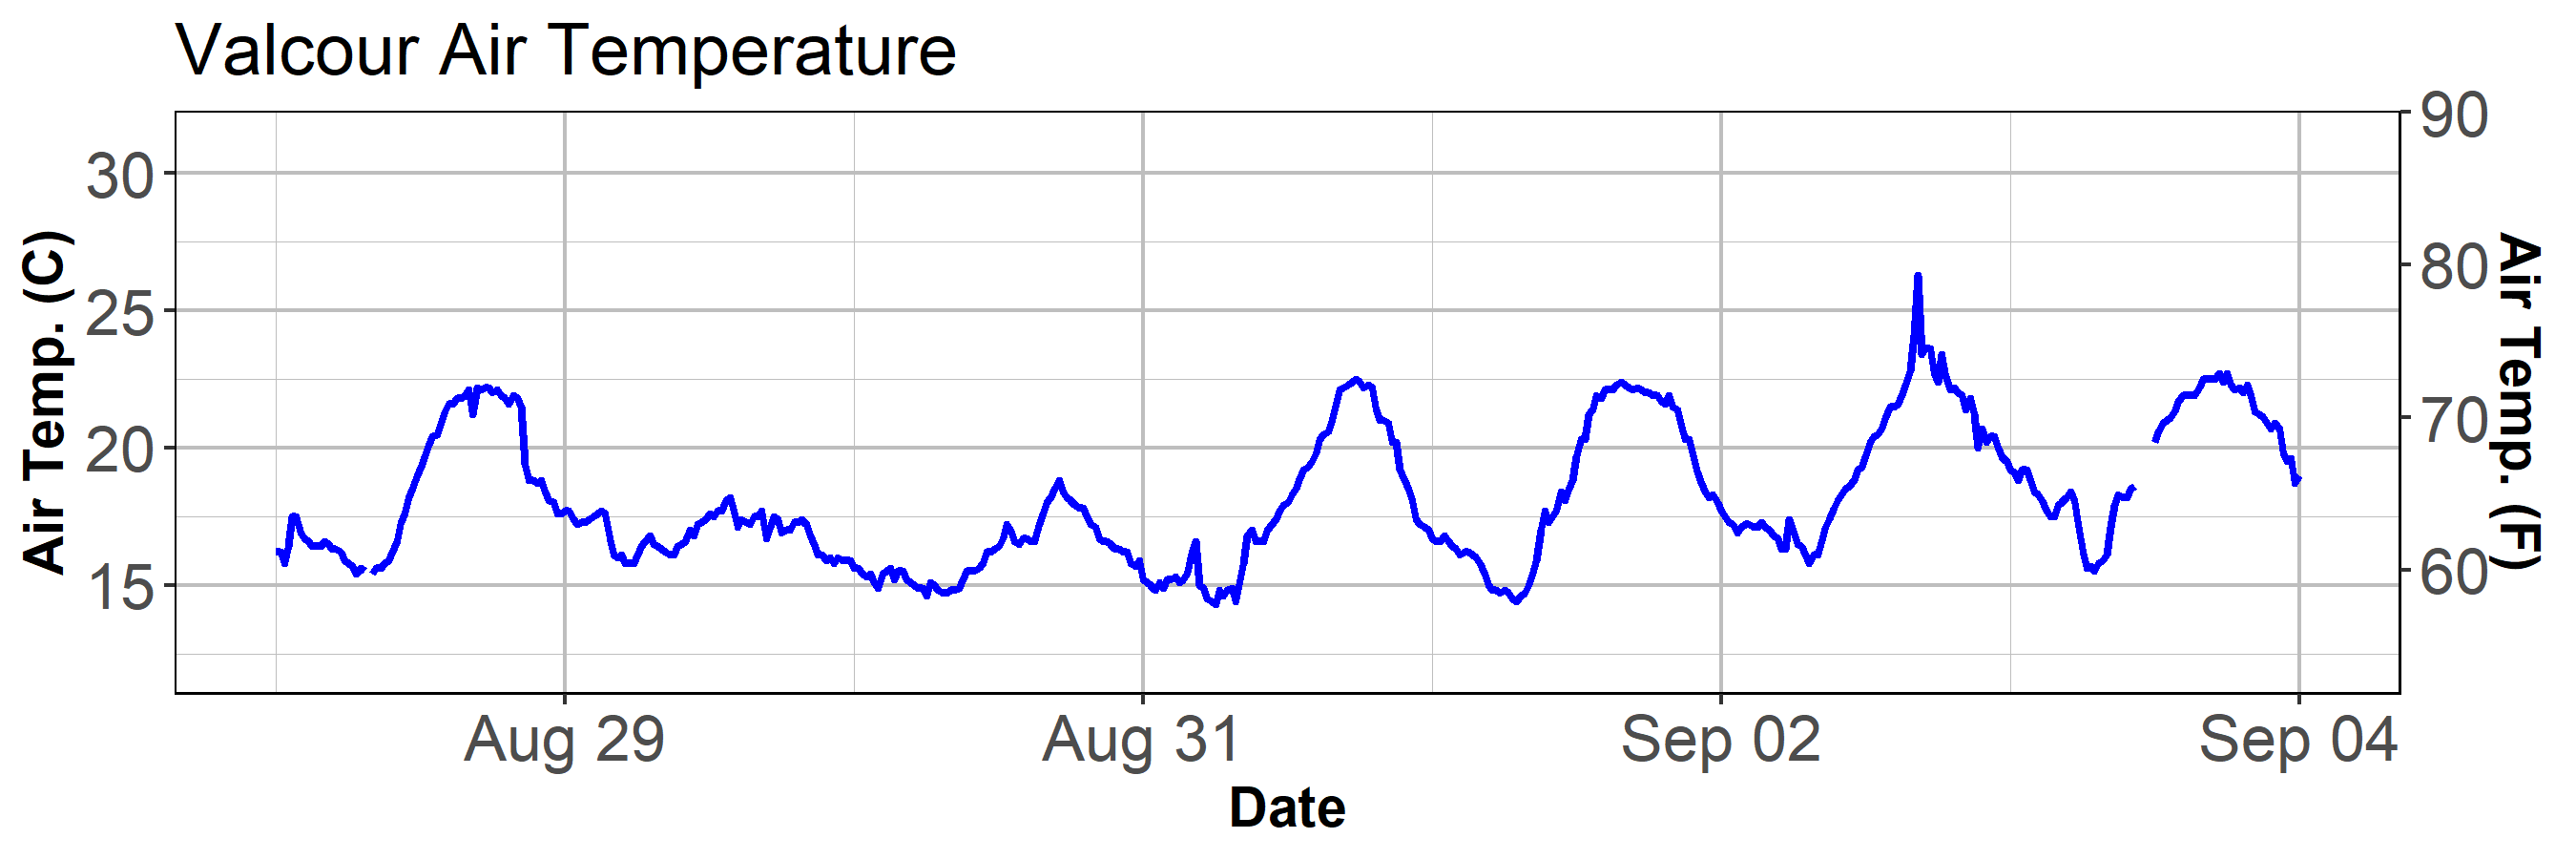 Valcour Air Temperature
Air Temp. (C)
30
25
20
15
90
80
70
60
Air Temp. (F)
Aug 29
Aug 31
Sep 02
Sep 04
Date